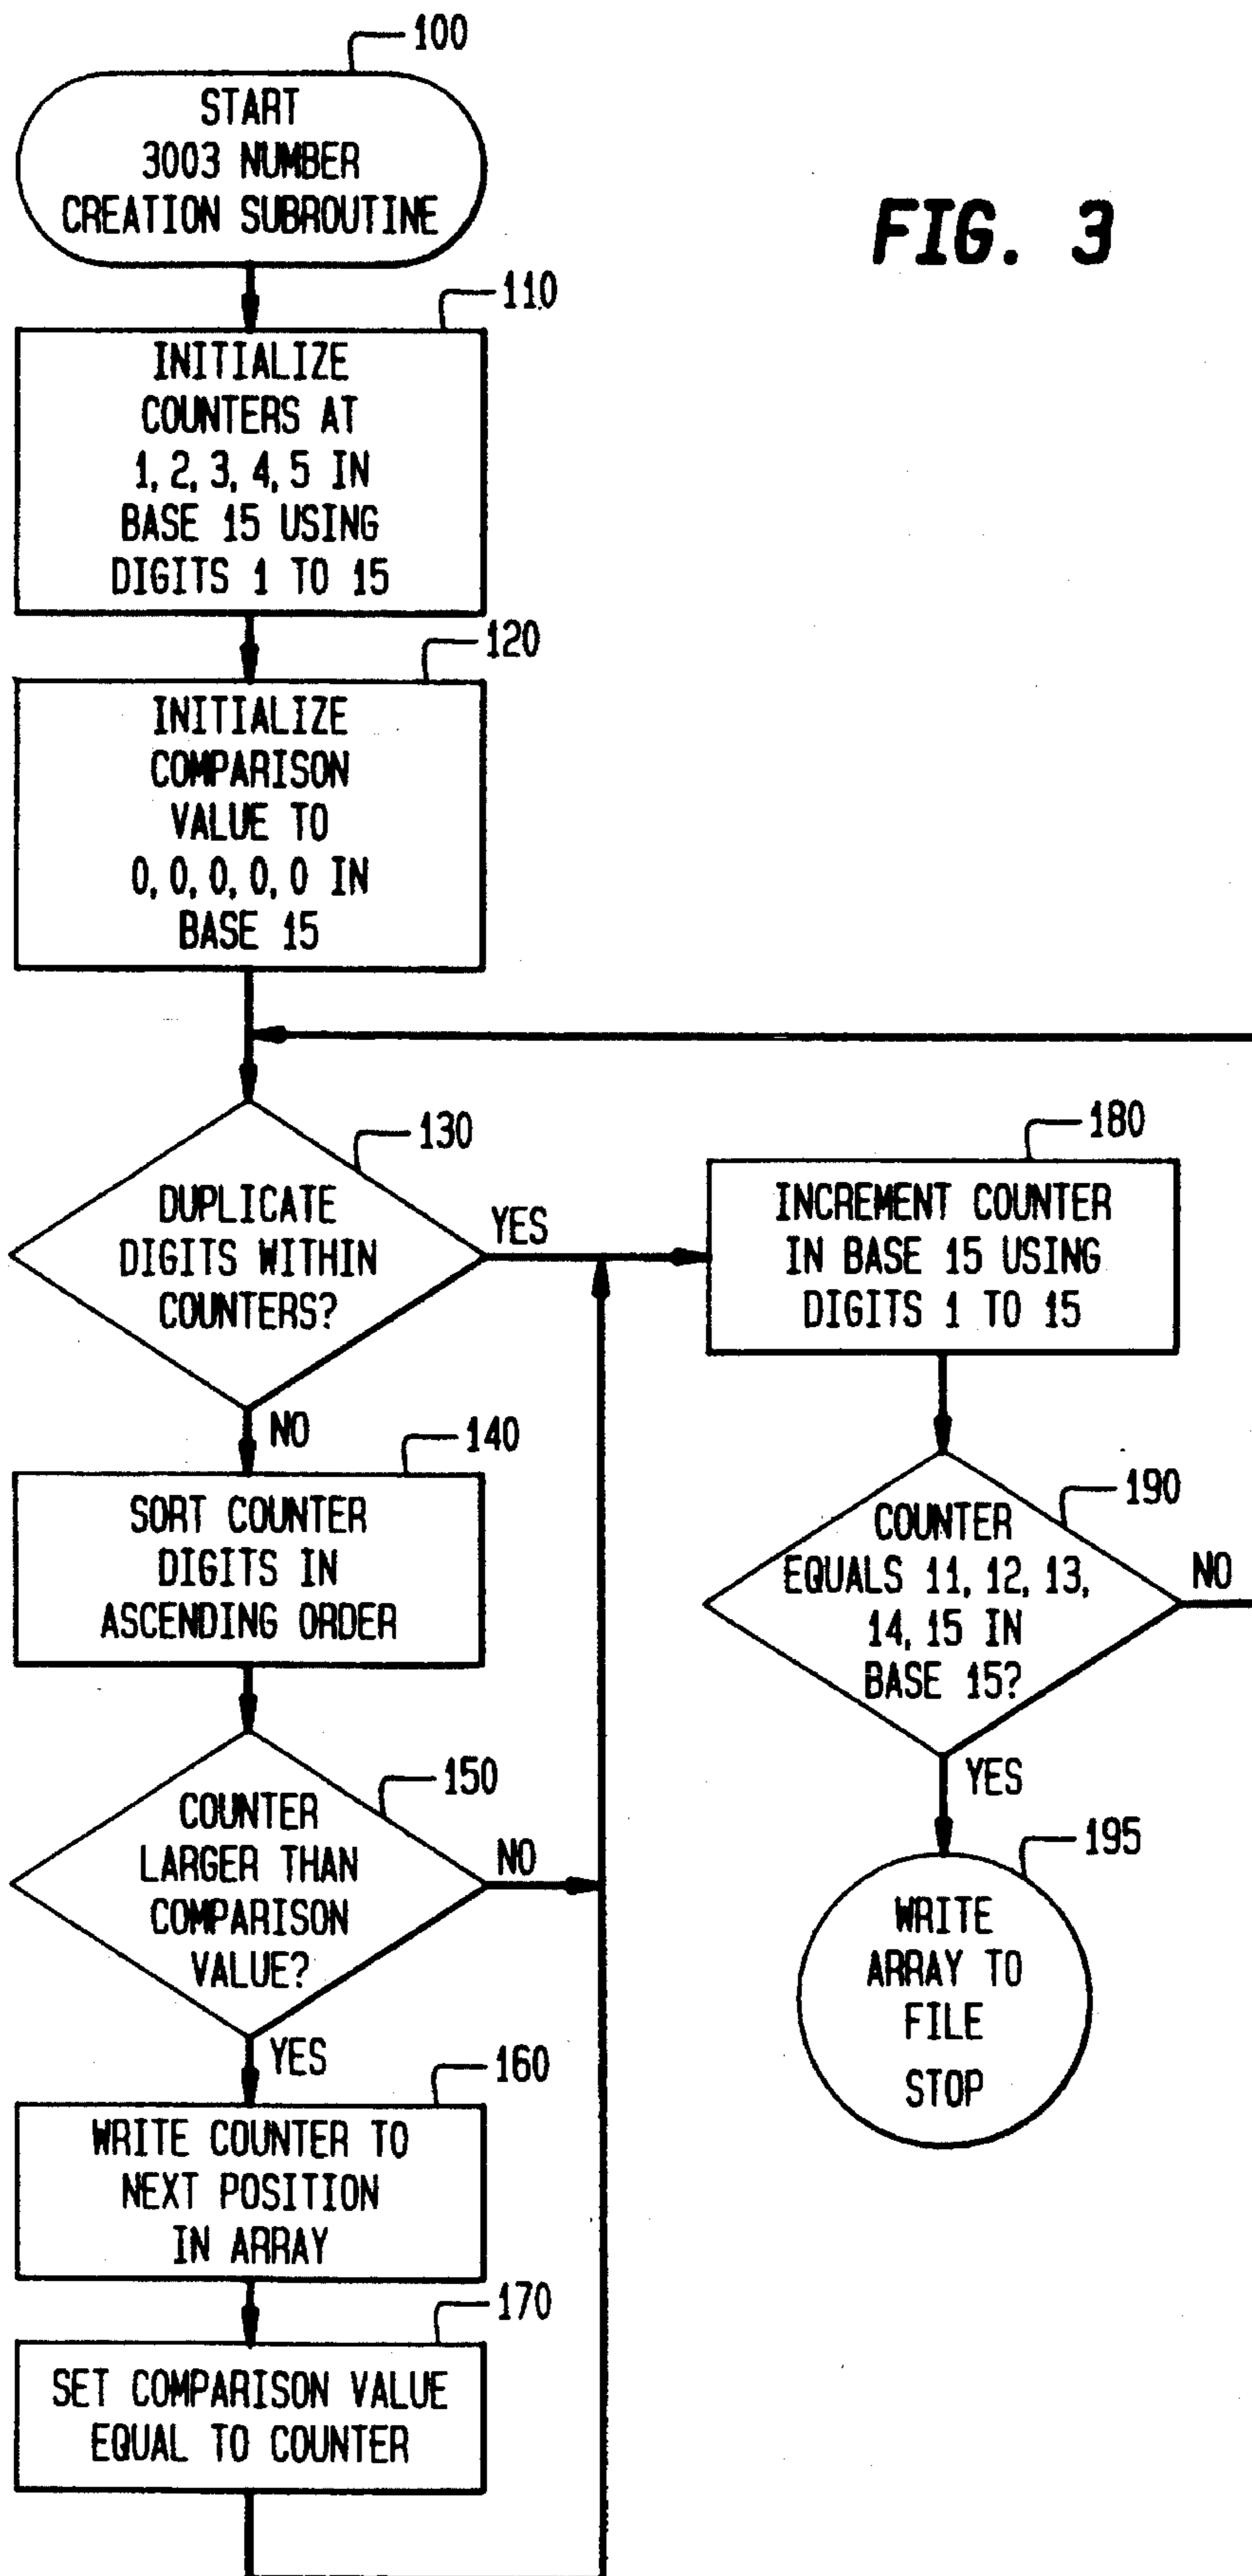 100
START
3003 NUMBER
CREATION SUBROUTINE
FIG. 3
110
INITIALIZE
COUNTERS AT
1, 2, 3, 4, 5 IN
BASE 15 USING
DIGITS 1 TO 15
120
INITIALIZE
COMPARISON
VALUE TO
0, 0, 0, 0, 0 IN
BASE 15
130
DUPLICATE
DIGITS WITHIN
COUNTERS?
YES
NO
140
SORT COUNTER
DIGITS IN
ASCENDING ORDER
150
COUNTER
LARGER THAN
COMPARISON
VALUE?
NO
YES
160
WRITE COUNTER TO
NEXT POSITION
IN ARRAY
170
SET COMPARISON VALUE
EQUAL TO COUNTER
180
INCREMENT COUNTER
IN BASE 15 USING
DIGITS 1 TO 15
190
COUNTER
EQUALS 11, 12, 13,
14, 15 IN
BASE 15?
NO
YES
195
WRITE
ARRAY TO
FILE
STOP